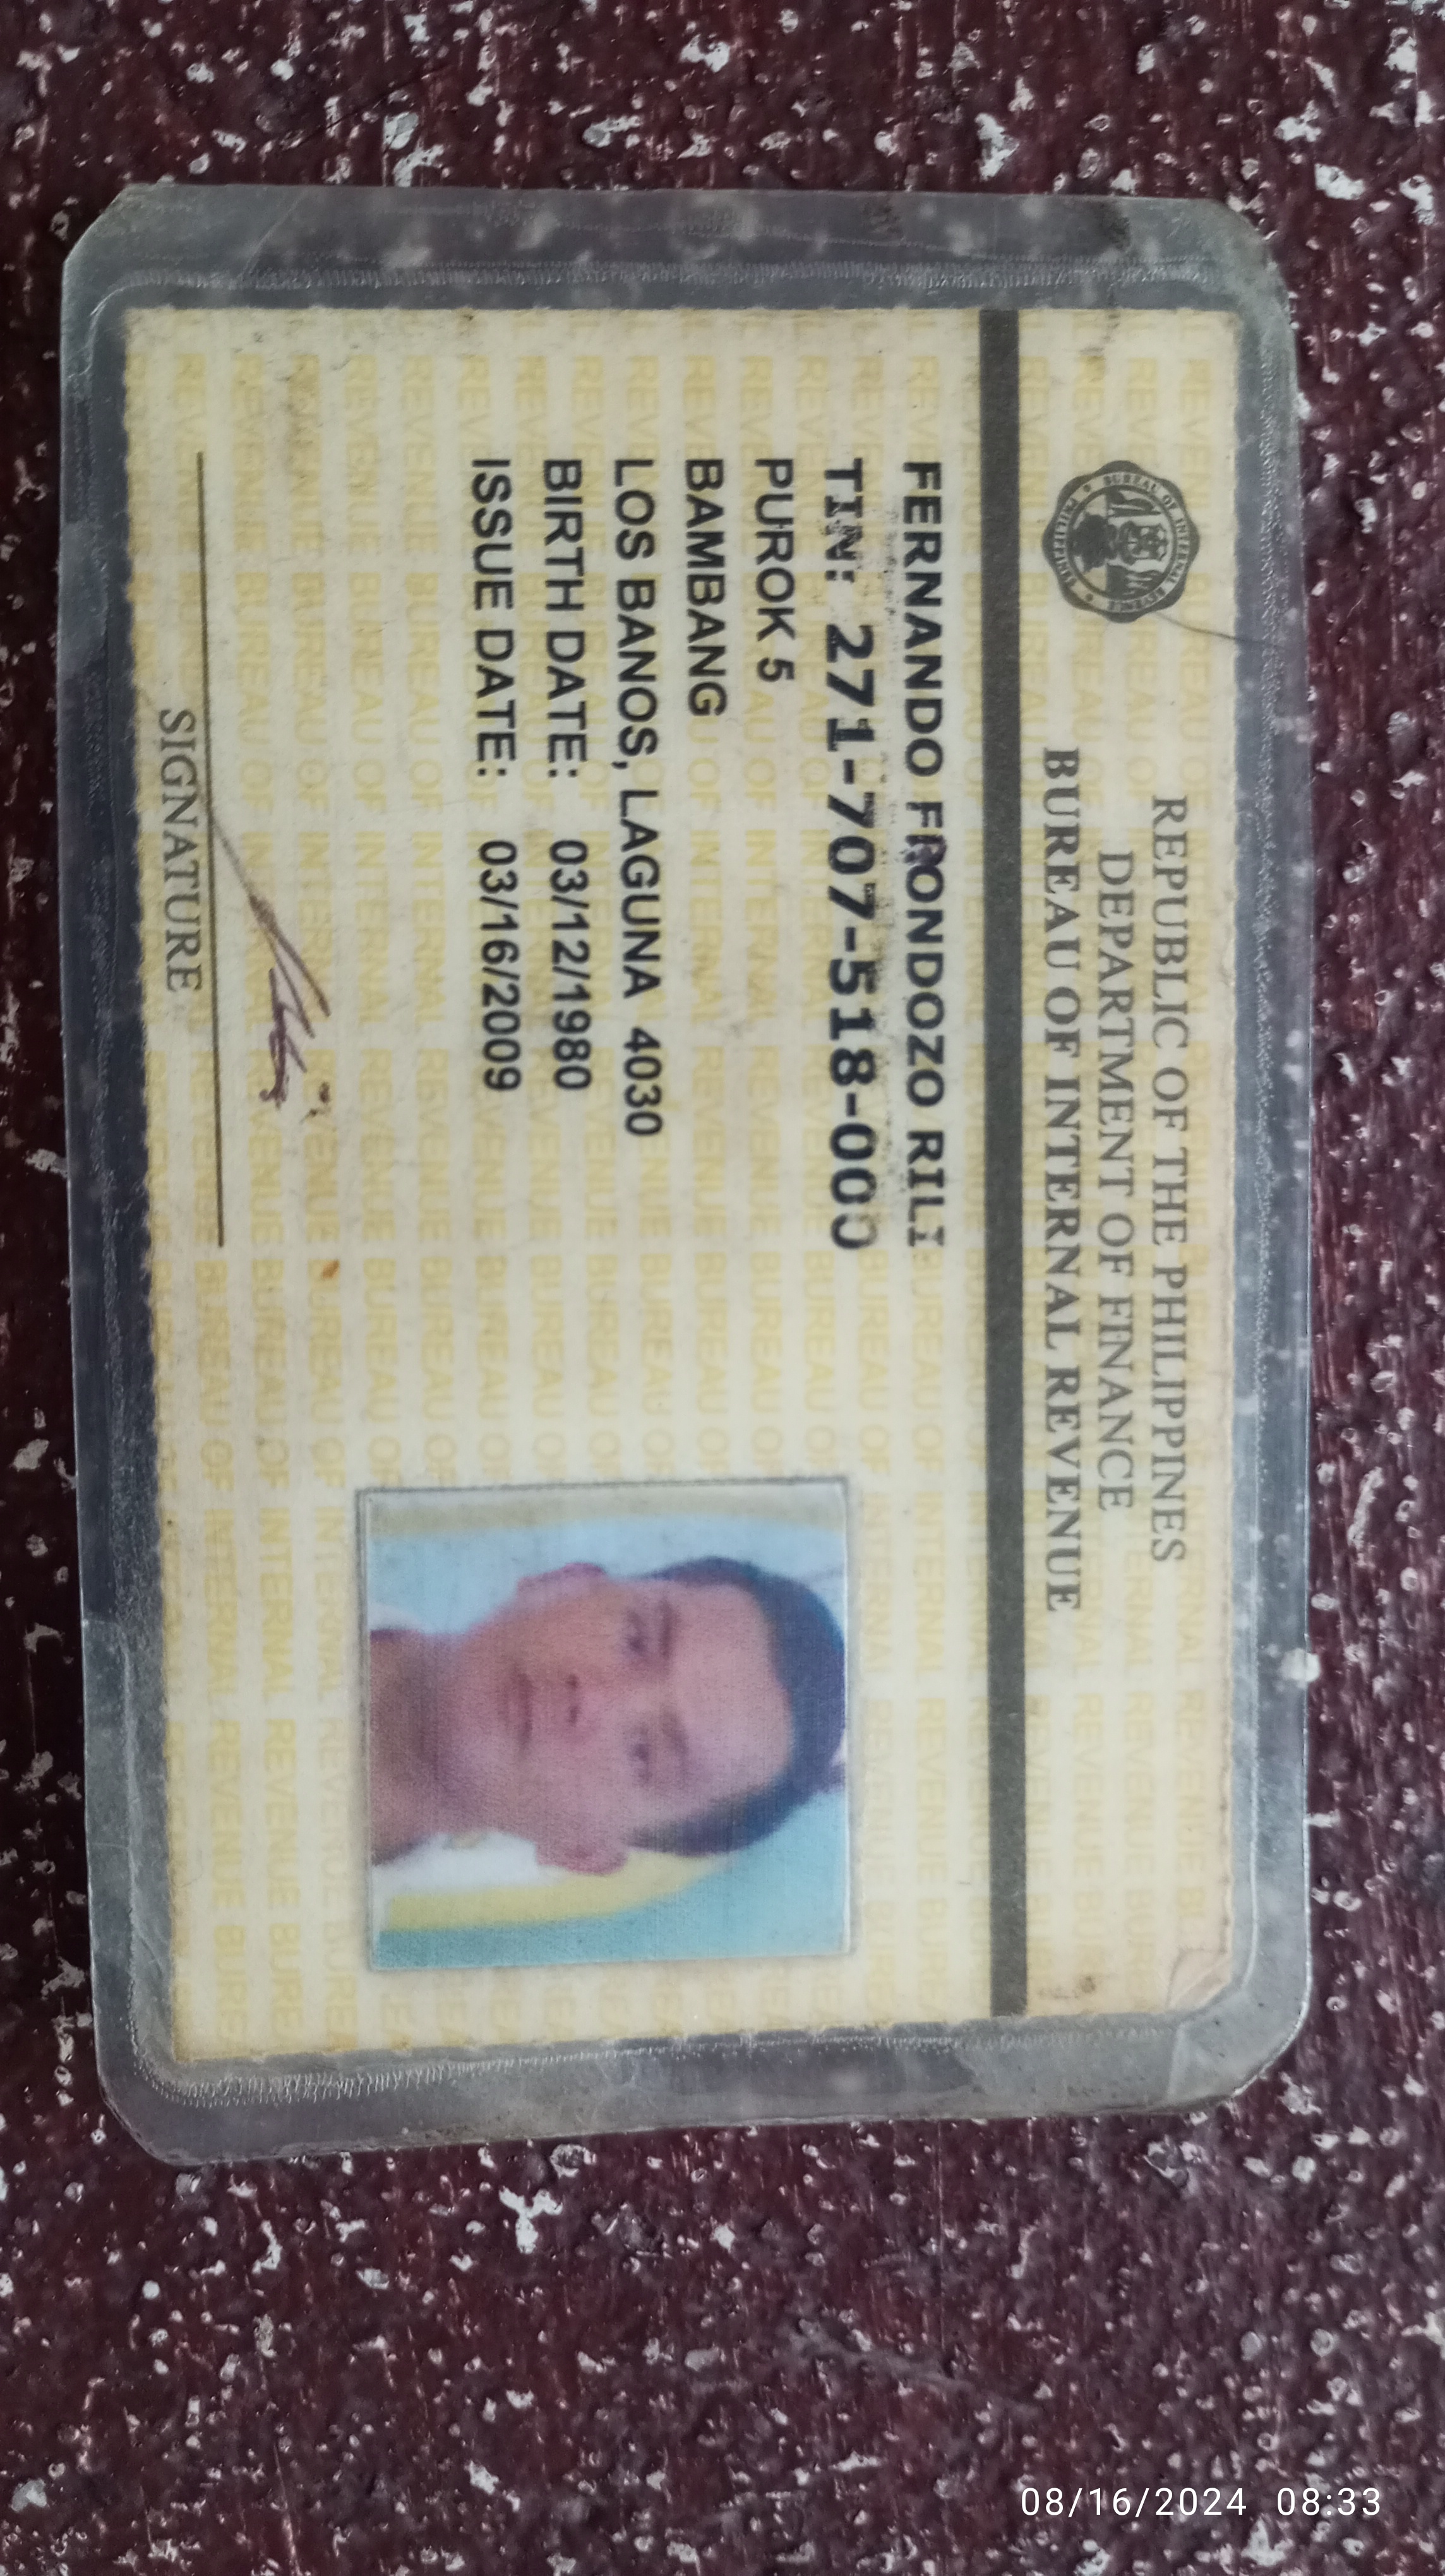 REPUBLIC OF THE PHILIPPINES
DEPARTMENT OF FINANCE
BUREAU OF INTERNAL REVENUE
FERNANDO FRONDOZO RILI
TIN: 271-707-518-000
PUROK 5
BAMBANG
LOS BANOS, LAGUNA 4030
BIRTH DATE: 03/12/1980
ISSUE DATE: 03/16/2009
SIGNATURE
08/16/2024 08:33